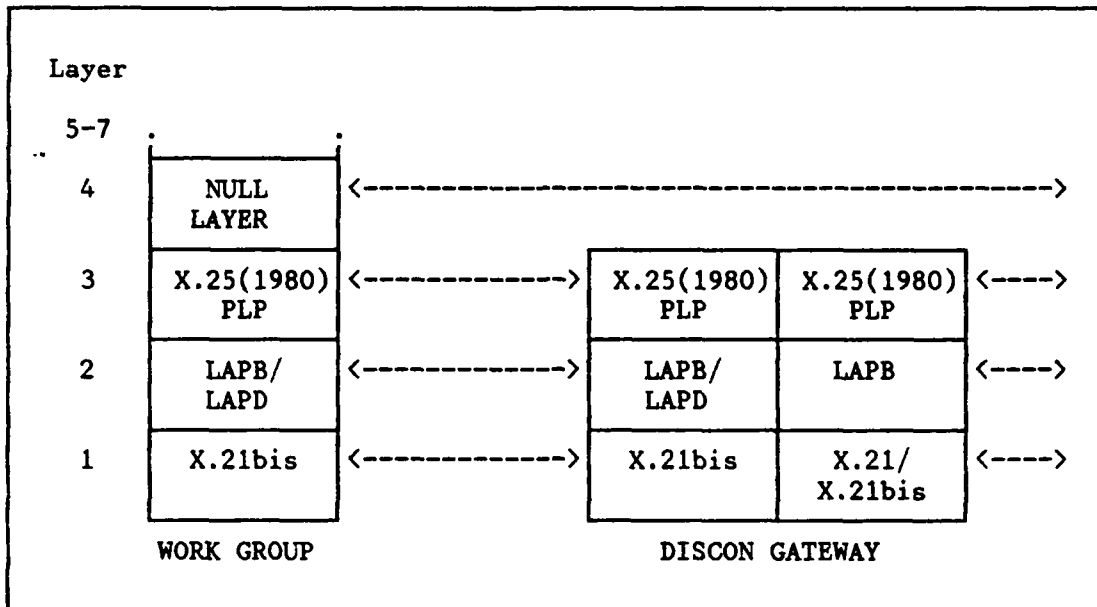 Layer
5-7
4 NULL <---------------------------------------->
LAYER
3 X.25(1980) <------------> X.25(1980) X.25(1980) <---->
PLP PLP PLP
2 LAPB/ <------------> LAPB/ LAPB <---->
LAPD LAPD
1 X.21bis <------------> X.21bis X.21/ <---->
X.21bis
WORK GROUP DISCON GATEWAY